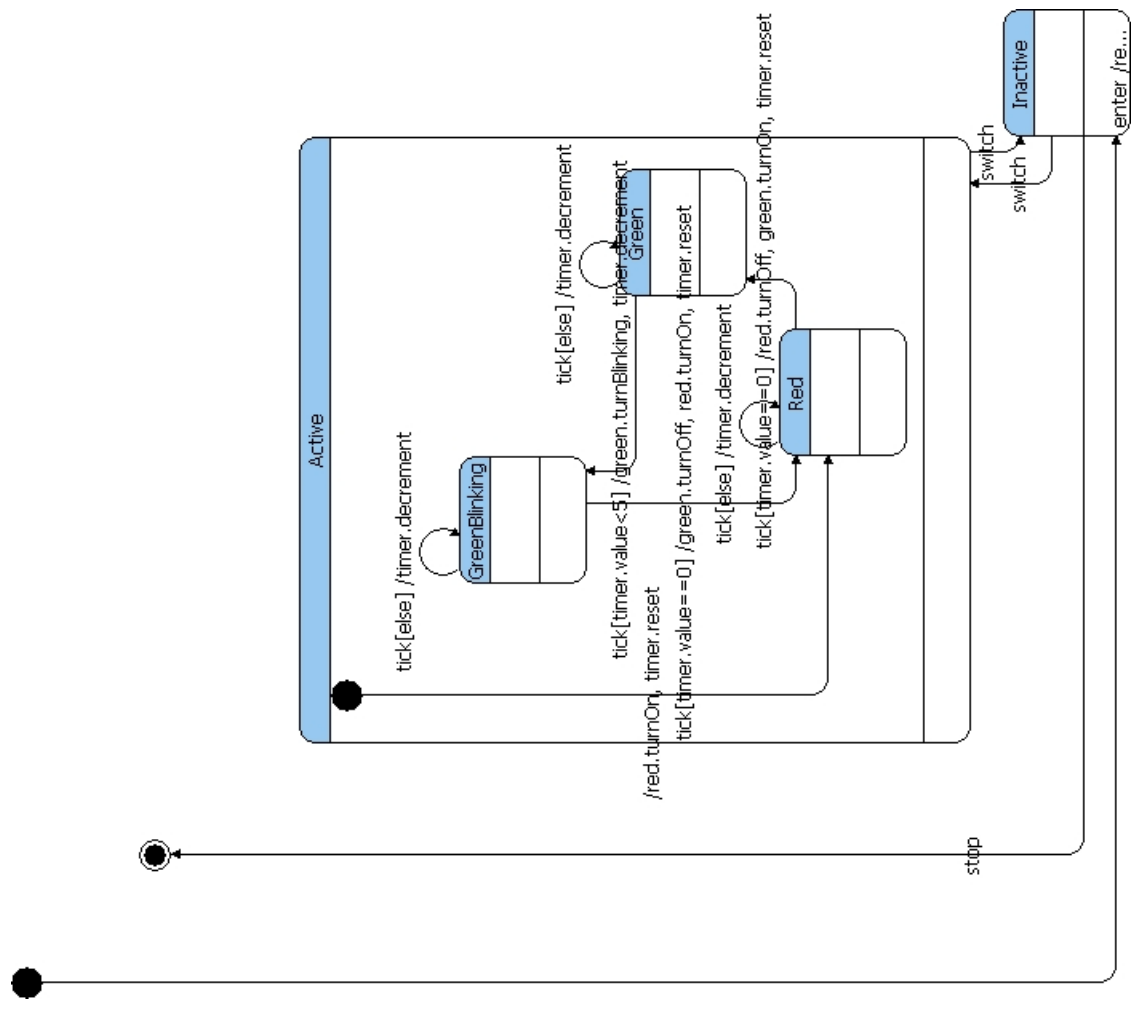 Active
tick[else] /timer.decrement
GreenBlinking
tick[else] /timer.decrement
tick[timer.value<5] /green.turnBlinking, timer.decrement
Green
/red.turnOn, timer.reset
tick[timer.value==0] /green.turnOff, red.turnOn, timer.reset
tick[else] /timer.decrement
tick[timer.value==0] /red.turnOff, green.turnOn, timer.reset
Red
stop
switch
switch
Inactive
enter /re...